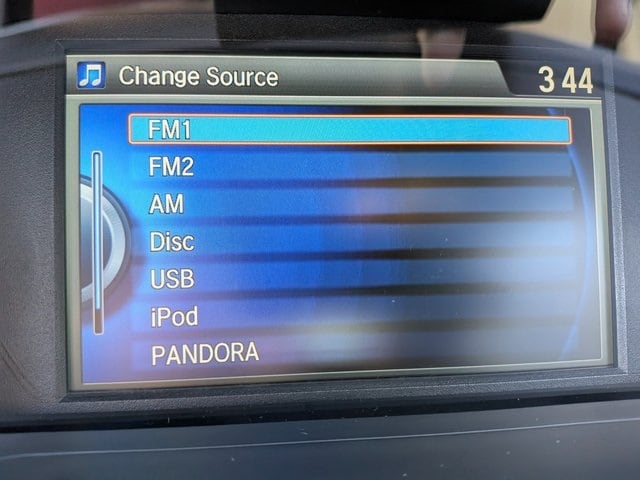 Change Source
3 44
FM1
FM2
AM
Disc
USB
iPod
PANDORA